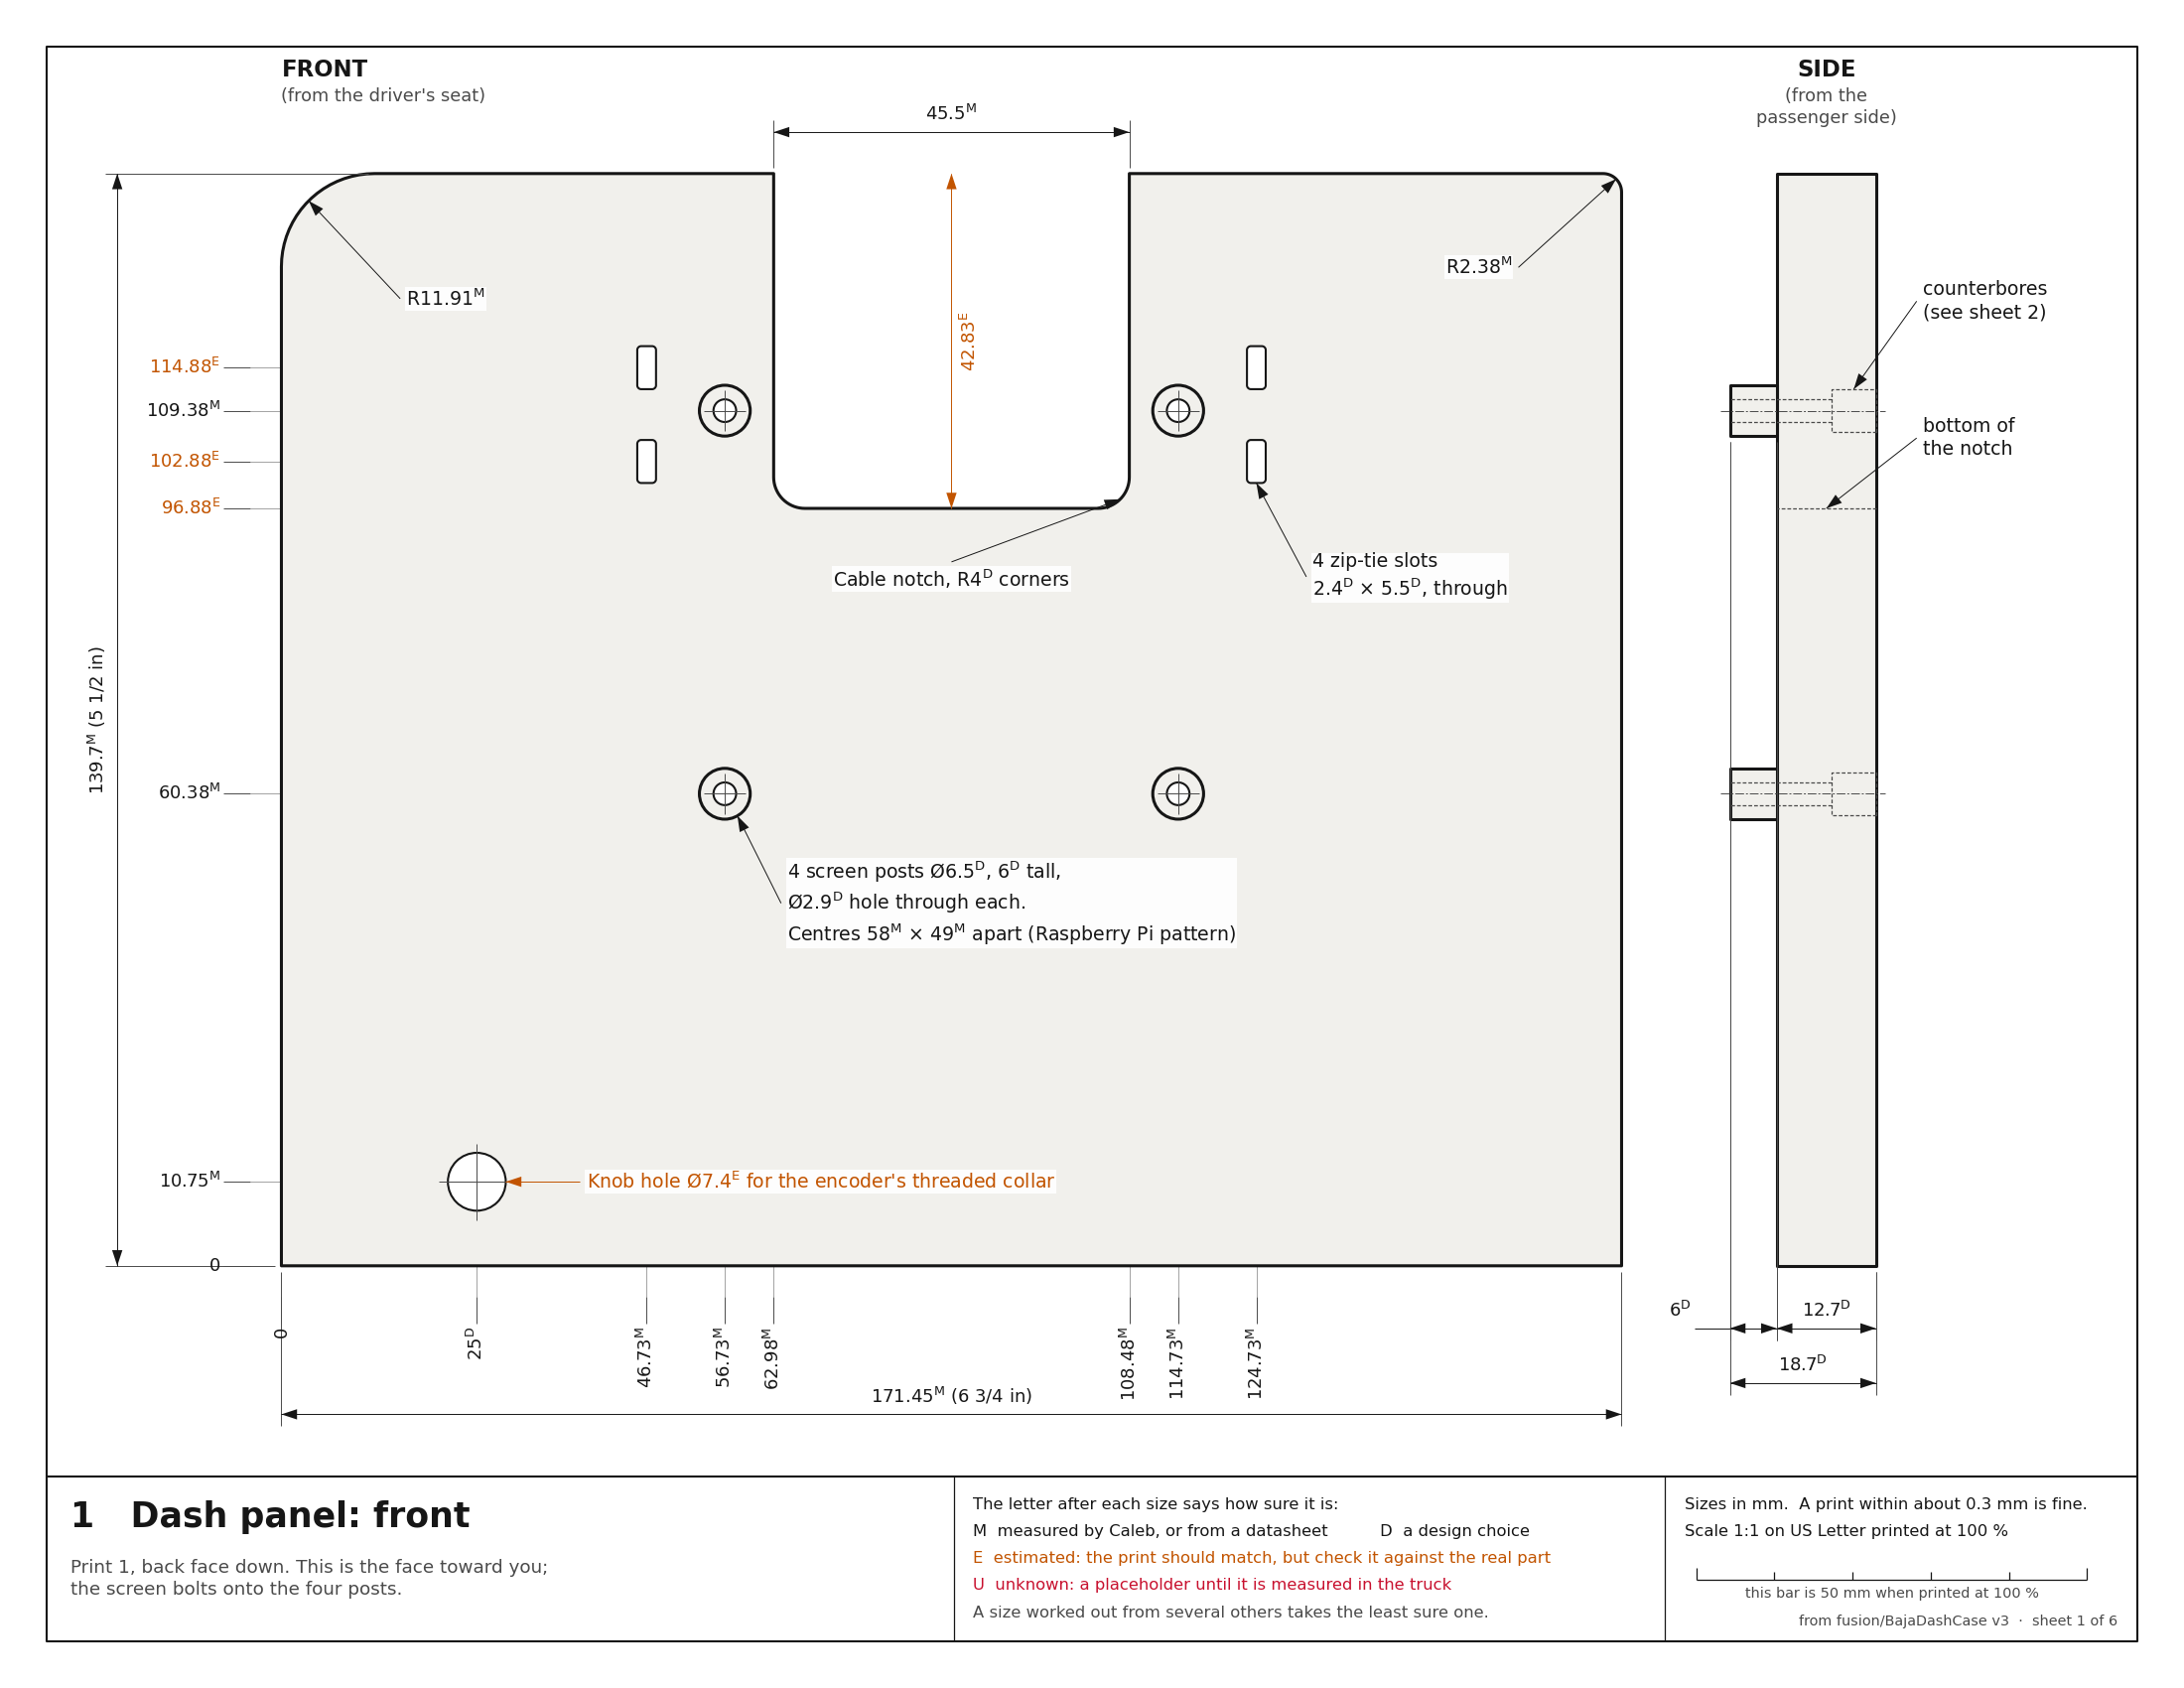 FRONT
(from the driver's seat)
SIDE
(from the
passenger side)
45.5ᴹ
R11.91ᴹ
R2.38ᴹ
42.83ᴱ
counterbores
(see sheet 2)
bottom of
the notch
114.88ᴱ
109.38ᴹ
102.88ᴱ
96.88ᴱ
4 zip-tie slots
2.4ᴰ × 5.5ᴰ, through
Cable notch, R4ᴰ corners
139.7ᴹ (5 1/2 in)
60.38ᴹ
4 screen posts Ø6.5ᴰ, 6ᴰ tall,
Ø2.9ᴰ hole through each.
Centres 58ᴹ × 49ᴹ apart (Raspberry Pi pattern)
10.75ᴹ
Knob hole Ø7.4ᴱ for the encoder's threaded collar
0
0
25ᴰ
46.73ᴹ
56.73ᴹ
62.98ᴹ
108.48ᴹ
114.73ᴹ
124.73ᴹ
6ᴰ
12.7ᴰ
18.7ᴰ
171.45ᴹ (6 3/4 in)
1 Dash panel: front
Print 1, back face down. This is the face toward you;
the screen bolts onto the four posts.
The letter after each size says how sure it is:
M measured by Caleb, or from a datasheet D a design choice
E estimated: the print should match, but check it against the real part
U unknown: a placeholder until it is measured in the truck
A size worked out from several others takes the least sure one.
Sizes in mm. A print within about 0.3 mm is fine.
Scale 1:1 on US Letter printed at 100 %
this bar is 50 mm when printed at 100 %
from fusion/BajaDashCase v3 · sheet 1 of 6